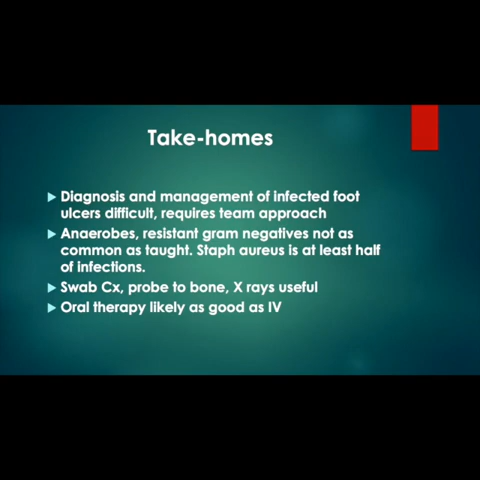 Take-homes
Diagnosis and management of infected foot
ulcers difficult, requires team approach
Anaerobes, resistant gram negatives not as
common as taught. Staph aureus is at least half
of infections.
Swab Cx, probe to bone, X rays useful
Oral therapy likely as good as IV